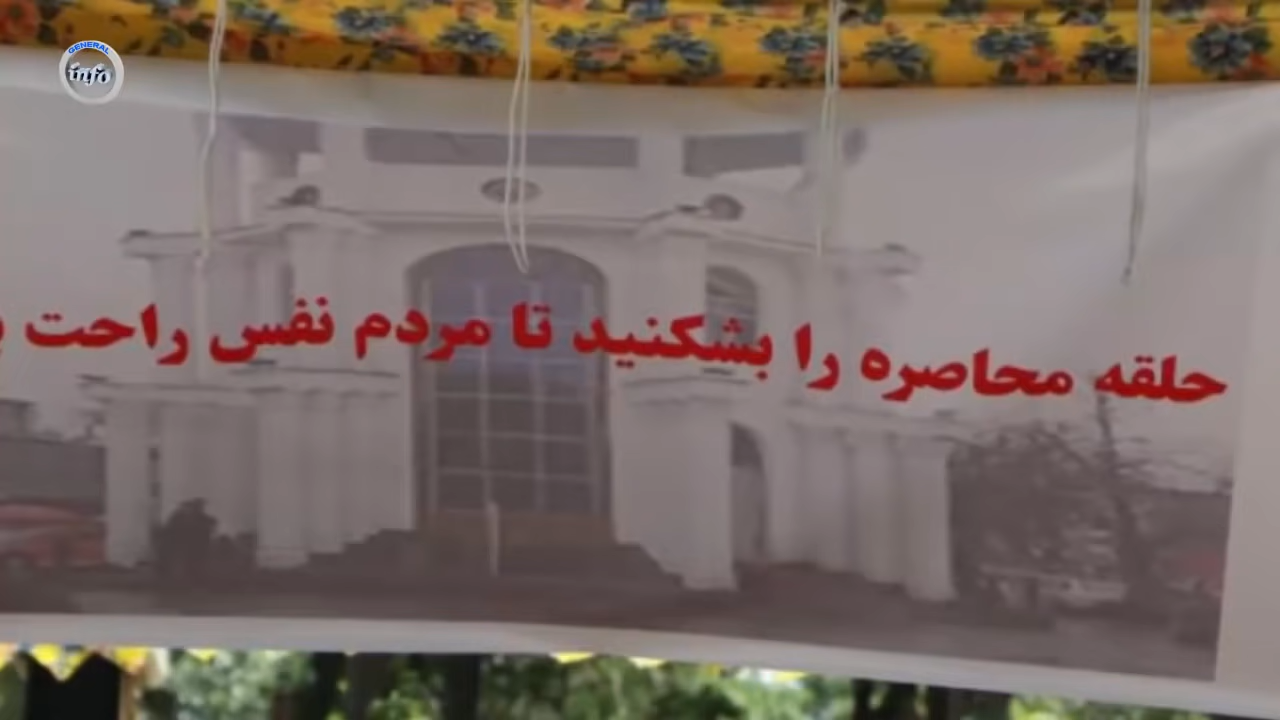 GENERAL
info
حلقه محاصره را بشکنید تا مردم نفس راحت